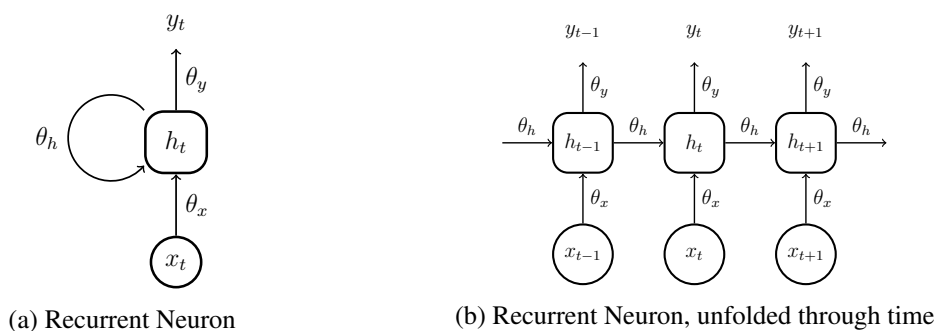 y_t
θ_y
θ_h
h_t
θ_x
x_t
(a) Recurrent Neuron
y_{t−1} y_t y_{t+1}
θ_y θ_y θ_y
θ_h θ_h θ_h θ_h
h_{t−1} h_t h_{t+1}
θ_x θ_x θ_x
x_{t−1} x_t x_{t+1}
(b) Recurrent Neuron, unfolded through time